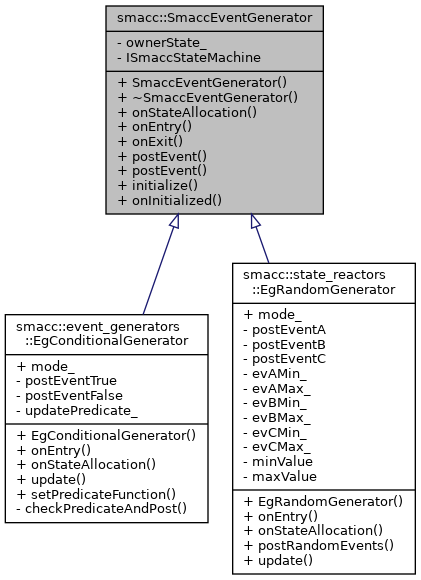 smacc::SmaccEventGenerator
- ownerState_
- ISmaccStateMachine
+ SmaccEventGenerator()
+ ~SmaccEventGenerator()
+ onStateAllocation()
+ onEntry()
+ onExit()
+ postEvent()
+ postEvent()
+ initialize()
+ onInitialized()
smacc::event_generators
::EgConditionalGenerator
+ mode_
- postEventTrue
- postEventFalse
- updatePredicate_
+ EgConditionalGenerator()
+ onEntry()
+ onStateAllocation()
+ update()
+ setPredicateFunction()
- checkPredicateAndPost()
smacc::state_reactors
::EgRandomGenerator
+ mode_
- postEventA
- postEventB
- postEventC
- evAMin_
- evAMax_
- evBMin_
- evBMax_
- evCMin_
- evCMax_
- minValue
- maxValue
+ EgRandomGenerator()
+ onEntry()
+ onStateAllocation()
+ postRandomEvents()
+ update()